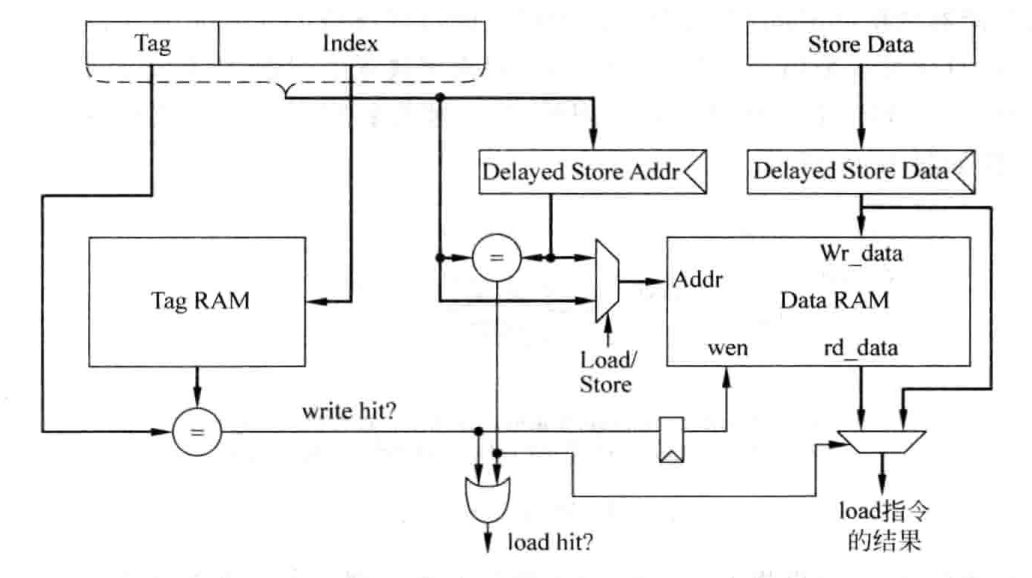 Tag
Index
Store Data
Delayed Store Addr
Delayed Store Data
=
Wr_data
Tag RAM
Addr
Data RAM
Load/
Store
wen
rd_data
write hit?
=
load hit?
load指令
的结果